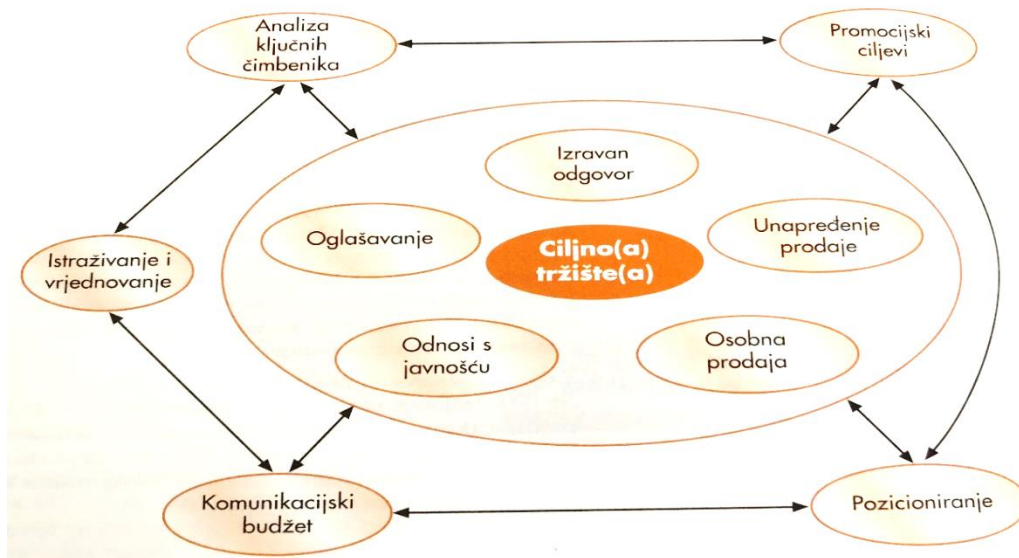 Analiza
ključnih
čimbenika
Promocijski
ciljevi
Izravan
odgovor
Oglašavanje
Unapređenje
prodaje
Ciljno(a)
tržište(a)
Istraživanje i
vrjednovanje
Odnosi s
javnošću
Osobna
prodaja
Komunikacijski
budžet
Pozicioniranje